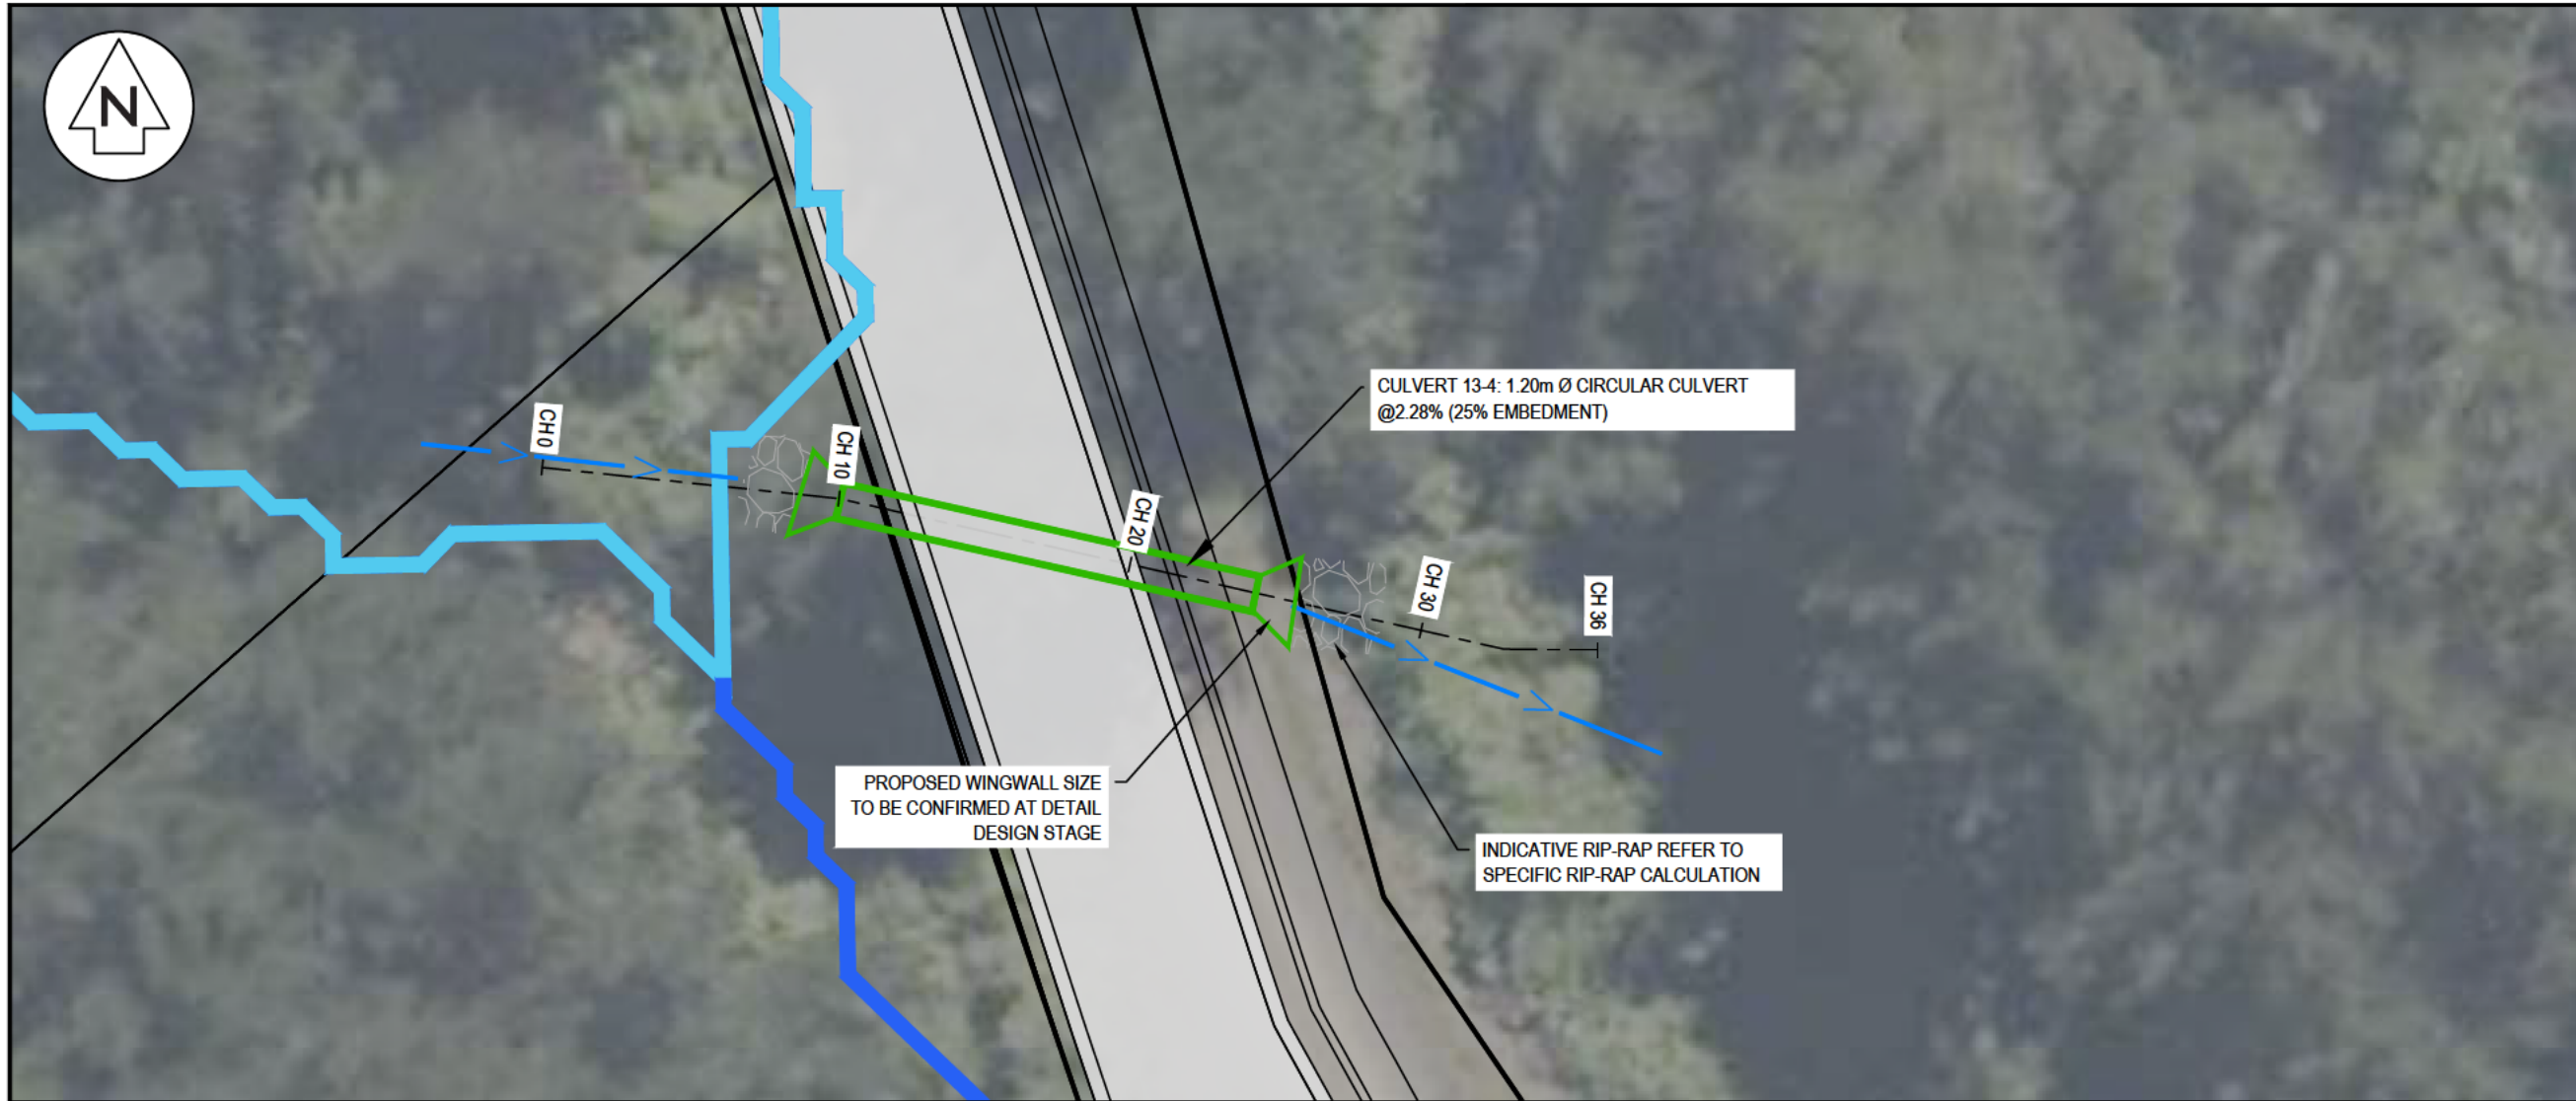 N
CULVERT 13-4: 1.20m Ø CIRCULAR CULVERT
@2.28% (25% EMBEDMENT)
CH 0
CH 10
CH 20
CH 30
CH 36
PROPOSED WINGWALL SIZE
TO BE CONFIRMED AT DETAIL
DESIGN STAGE
INDICATIVE RIP-RAP REFER TO
SPECIFIC RIP-RAP CALCULATION